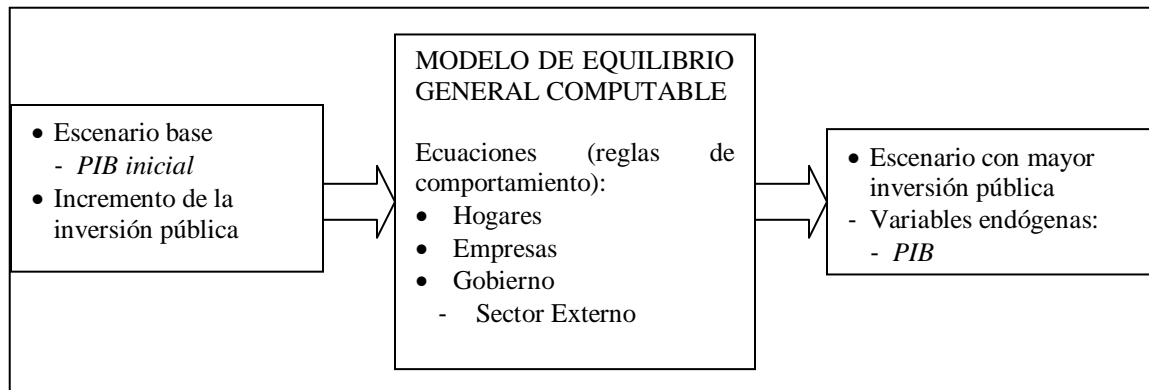 • Escenario base
- PIB inicial
• Incremento de la
inversión pública
MODELO DE EQUILIBRIO
GENERAL COMPUTABLE
Ecuaciones (reglas de
comportamiento):
• Hogares
• Empresas
• Gobierno
- Sector Externo
• Escenario con mayor
inversión pública
- Variables endógenas:
- PIB